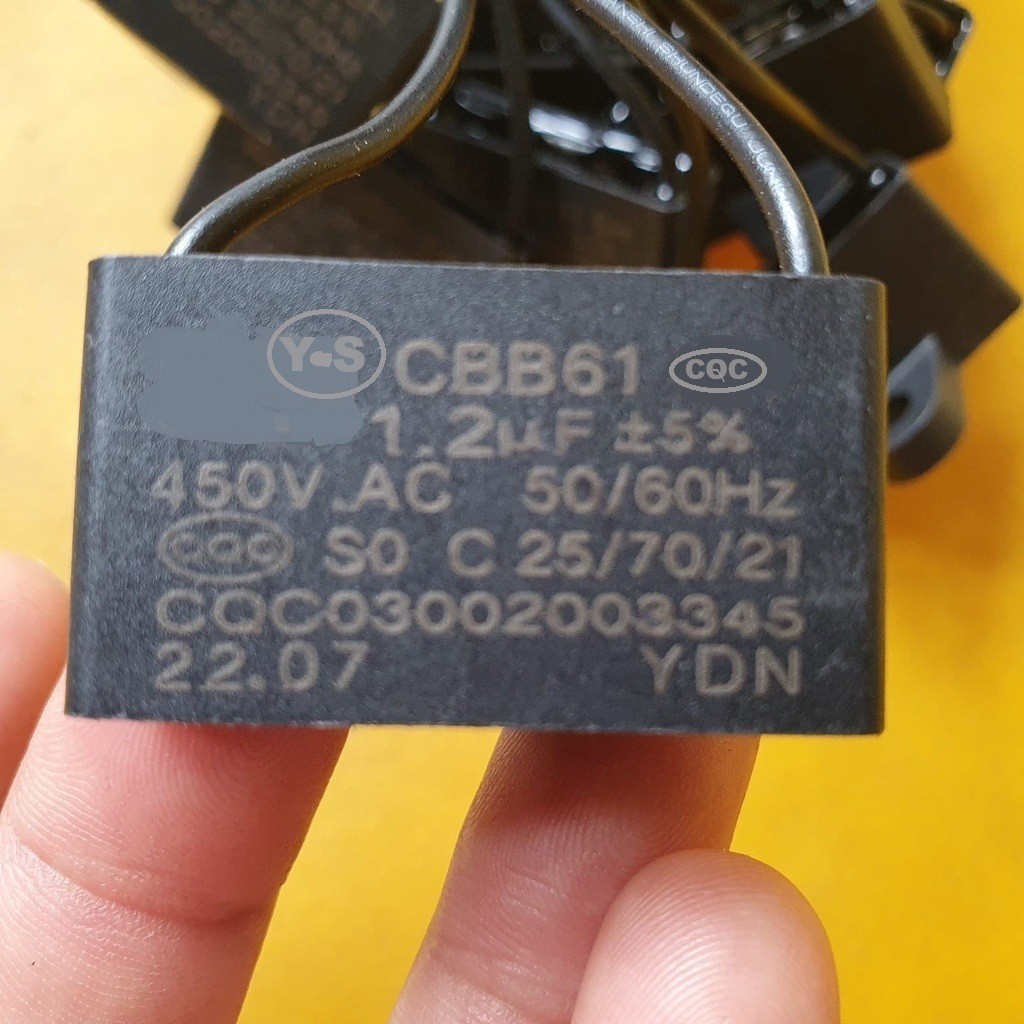 Y•S CBB61 CQC
1.2µF ±5%
450V.AC 50/60Hz
CQC S0 C 25/70/21
CQC03002003345
22.07 YDN